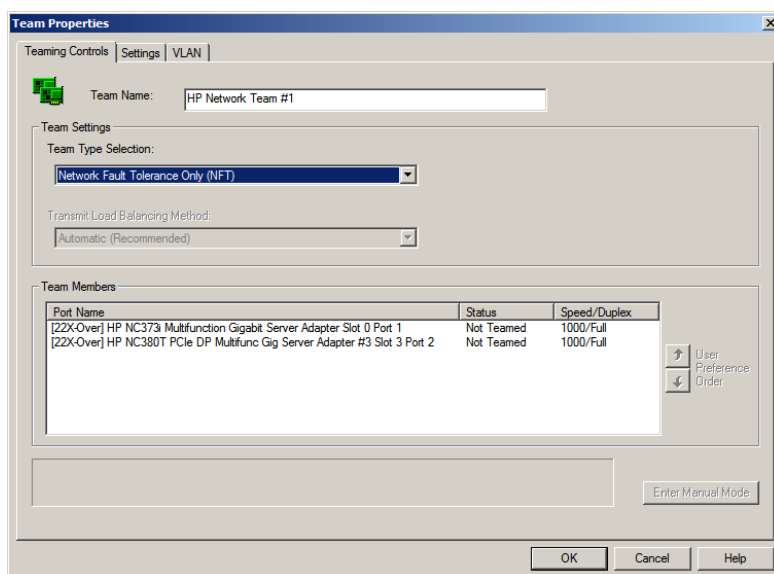 Team Properties
Teaming Controls Settings VLAN
Team Name: HP Network Team #1
Team Settings
Team Type Selection:
Network Fault Tolerance Only (NFT)
Transmit Load Balancing Method:
Automatic (Recommended)
Team Members
Port Name Status Speed/Duplex
[22X-Over] HP NC373i Multifunction Gigabit Server Adapter Slot 0 Port 1 Not Teamed 1000/Full
[22X-Over] HP NC380T PCIe DP Multifunc Gig Server Adapter #3 Slot 3 Port 2 Not Teamed 1000/Full
User
Preference
Order
Enter Manual Mode
OK Cancel Help